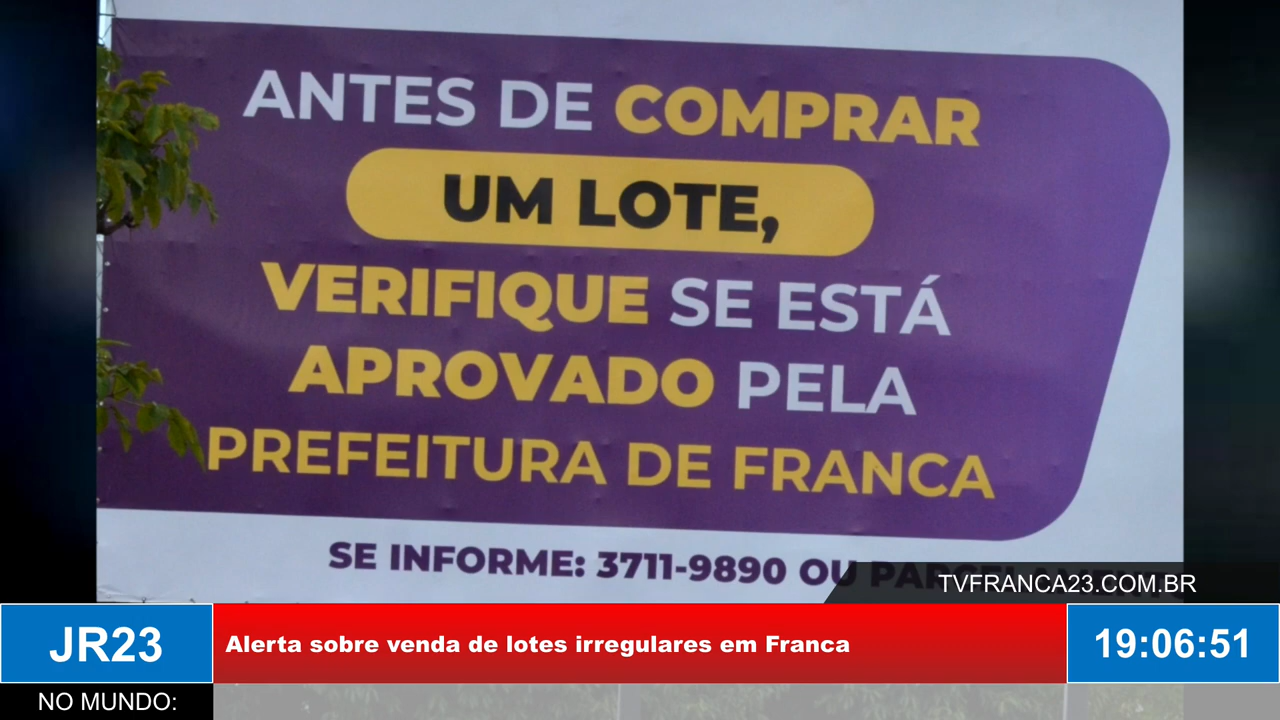 ANTES DE COMPRAR
UM LOTE,
VERIFIQUE SE ESTÁ
APROVADO PELA
PREFEITURA DE FRANCA
SE INFORME: 3711-9890 OU
TVFRANCA23.COM.BR
JR23
Alerta sobre venda de lotes irregulares em Franca
19:06:51
NO MUNDO: